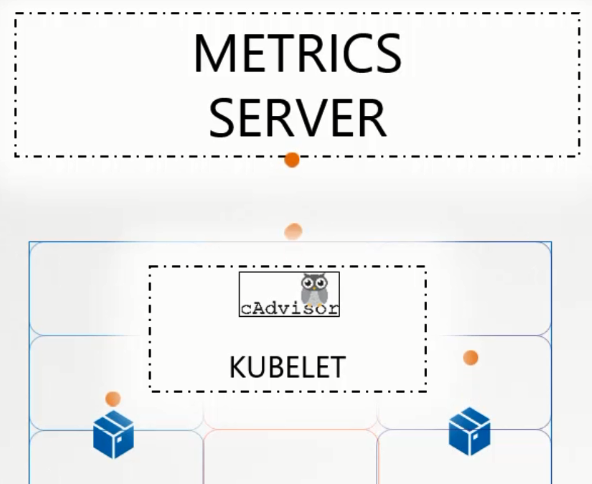 METRICS
SERVER
cAdvisor
KUBELET